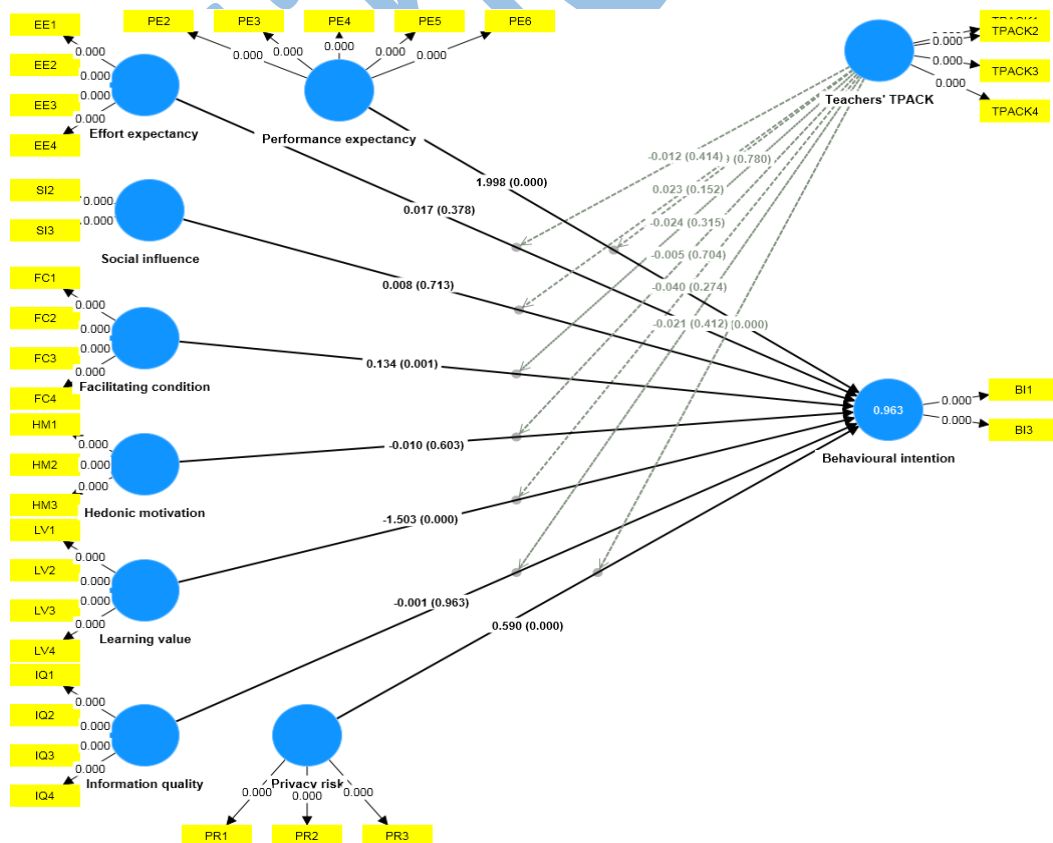 EE1
EE2
EE3
EE4
0.000
0.000
0.000
0.000
Effort expectancy
PE2
PE3
PE4
PE5
PE6
0.000
0.000
0.000
0.000
0.000
Performance expectancy
TPACK2
TPACK3
TPACK4
0.000
0.000
0.000
Teachers' TPACK
SI2
SI3
0.000
0.000
Social influence
FC1
FC2
FC3
FC4
0.000
0.000
0.000
0.000
Facilitating condition
HM1
HM2
HM3
0.000
0.000
0.000
Hedonic motivation
LV1
LV2
LV3
LV4
0.000
0.000
0.000
0.000
Learning value
IQ1
IQ2
IQ3
IQ4
0.000
0.000
0.000
0.000
Information quality
Privacy risk
0.000
0.000
0.000
PR1
PR2
PR3
1.998 (0.000)
0.017 (0.378)
0.008 (0.713)
0.134 (0.001)
-0.010 (0.603)
-1.503 (0.000)
-0.001 (0.963)
0.590 (0.000)
-0.012 (0.414)
(0.780)
0.023 (0.152)
-0.024 (0.315)
-0.005 (0.704)
-0.040 (0.274)
-0.021 (0.412)
(0.000)
0.963
Behavioural intention
0.000
0.000
BI1
BI3